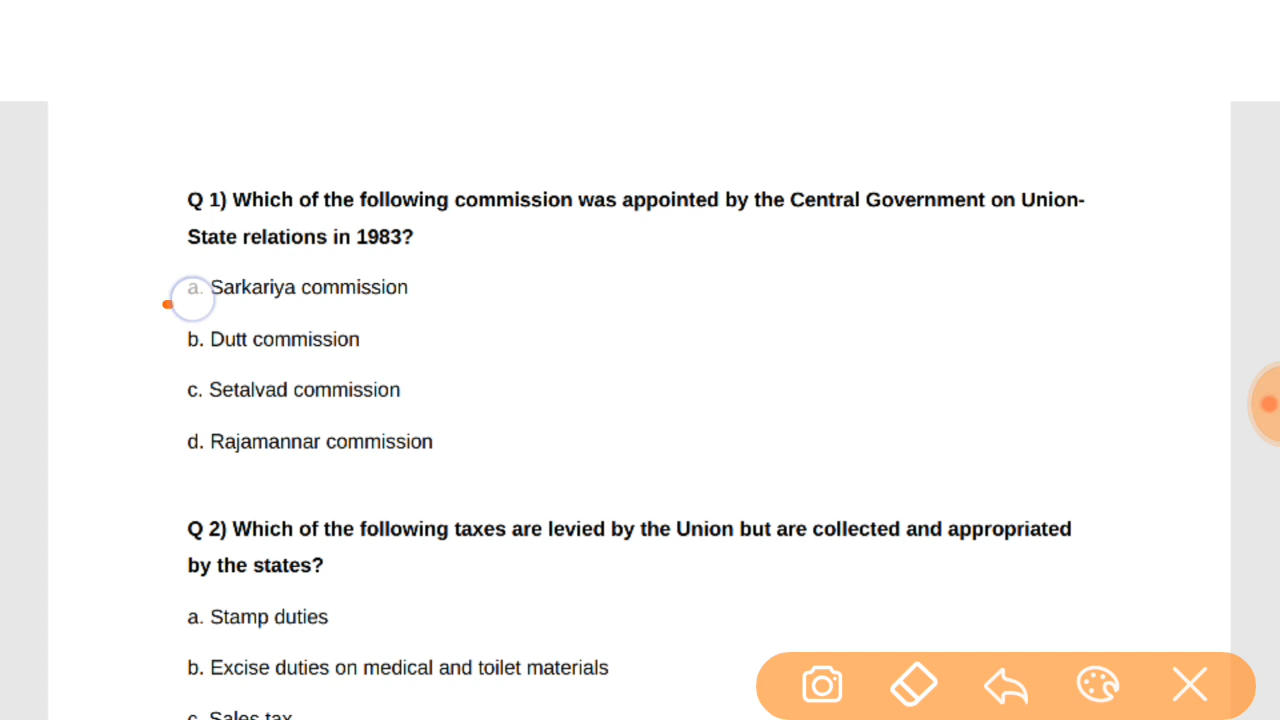 Q 1) Which of the following commission was appointed by the Central Government on Union-
State relations in 1983?
a. Sarkariya commission
b. Dutt commission
c. Setalvad commission
d. Rajamannar commission
Q 2) Which of the following taxes are levied by the Union but are collected and appropriated
by the states?
a. Stamp duties
b. Excise duties on medical and toilet materials
c. Sales tax